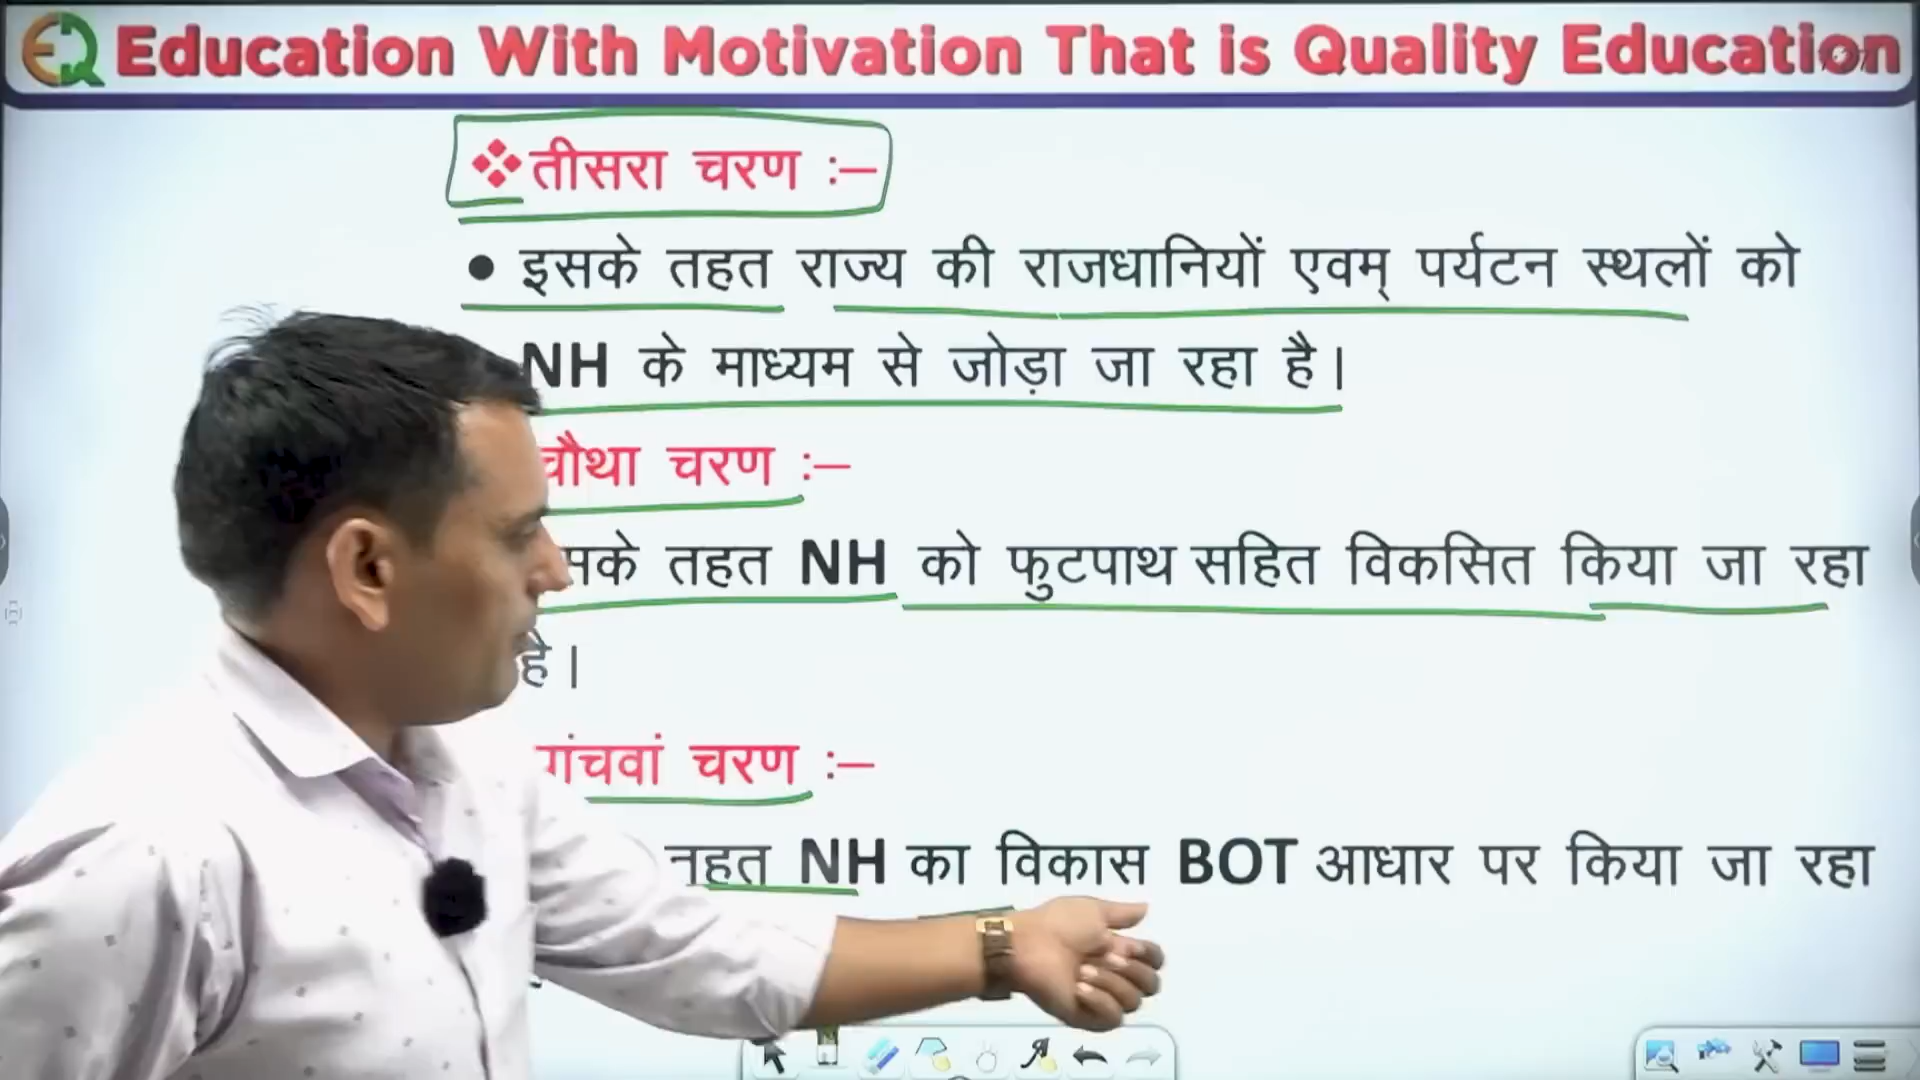 Education With Motivation That is Quality Education
❖तीसरा चरण :–
• इसके तहत राज्य की राजधानियों एवम् पर्यटन स्थलों को
NH के माध्यम से जोड़ा जा रहा है।
चौथा चरण :–
तहत NH को फुटपाथ सहित विकसित किया जा रहा
है।
चरण :–
तहत NH का विकास BOT आधार पर किया जा रहा